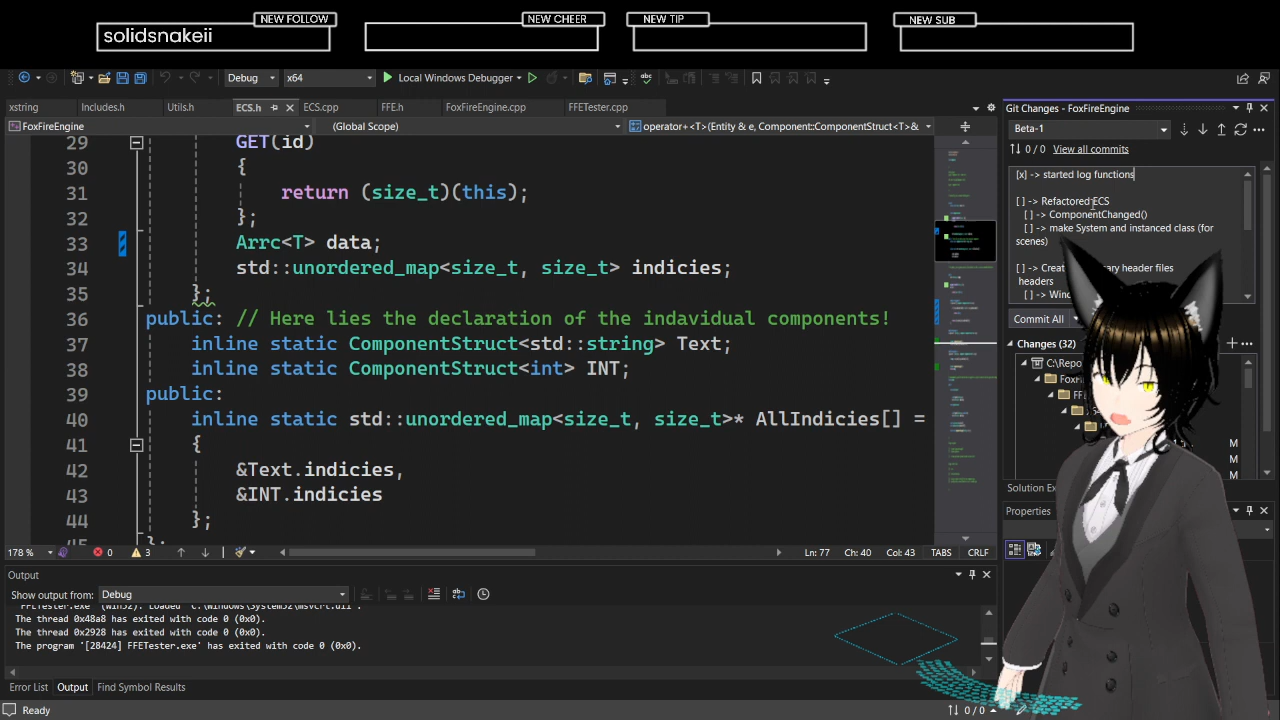 NEW FOLLOW
solidsnakeii
NEW CHEER
NEW TIP
NEW SUB
Debug x64 Local Windows Debugger
xstring Includes.h Utils.h ECS.h ECS.cpp FFE.h FoxFireEngine.cpp FFETester.cpp
FoxFireEngine (Global Scope) operator+<T>(Entity & e, Component::ComponentStruct<T>&
29 GET(id)
30 {
31 return (size_t)(this);
32 };
33 Arrc<T> data;
34 std::unordered_map<size_t, size_t> indicies;
35 };
36 public: // Here lies the declaration of the indavidual components!
37 inline static ComponentStruct<std::string> Text;
38 inline static ComponentStruct<int> INT;
39 public:
40 inline static std::unordered_map<size_t, size_t>* AllIndicies[] =
41 {
42 &Text.indicies,
43 &INT.indicies
44 };
45 };
178 % 0 3 Ln: 77 Ch: 40 Col: 43 TABS CRLF
Output
Show output from: Debug
The thread 0x48a8 has exited with code 0 (0x0).
The thread 0x2928 has exited with code 0 (0x0).
The program '[28424] FFETester.exe' has exited with code 0 (0x0).
Error List Output Find Symbol Results
Ready
0 / 0
Git Changes - FoxFireEngine
Beta-1
0 / 0 View all commits
[x] -> started log functions
[ ] -> Refactored ECS
[ ] -> ComponentChanged()
[ ] -> make System and instanced class (for
scenes)
[ ] -> header files
headers
[ ] ->
Commit All
Changes (32)
C:\Repo
M
M
M
Solution
Properties